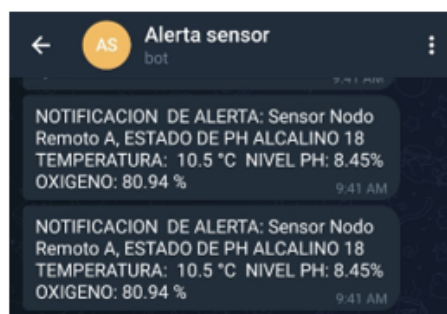 Alerta sensor
AS
bot
9:41 AM
NOTIFICACION DE ALERTA: Sensor Nodo
Remoto A, ESTADO DE PH ALCALINO 18
TEMPERATURA: 10.5 °C NIVEL PH: 8.45%
OXIGENO: 80.94 %
9:41 AM
NOTIFICACION DE ALERTA: Sensor Nodo
Remoto A, ESTADO DE PH ALCALINO 18
TEMPERATURA: 10.5 °C NIVEL PH: 8.45%
OXIGENO: 80.94 %
9:41 AM